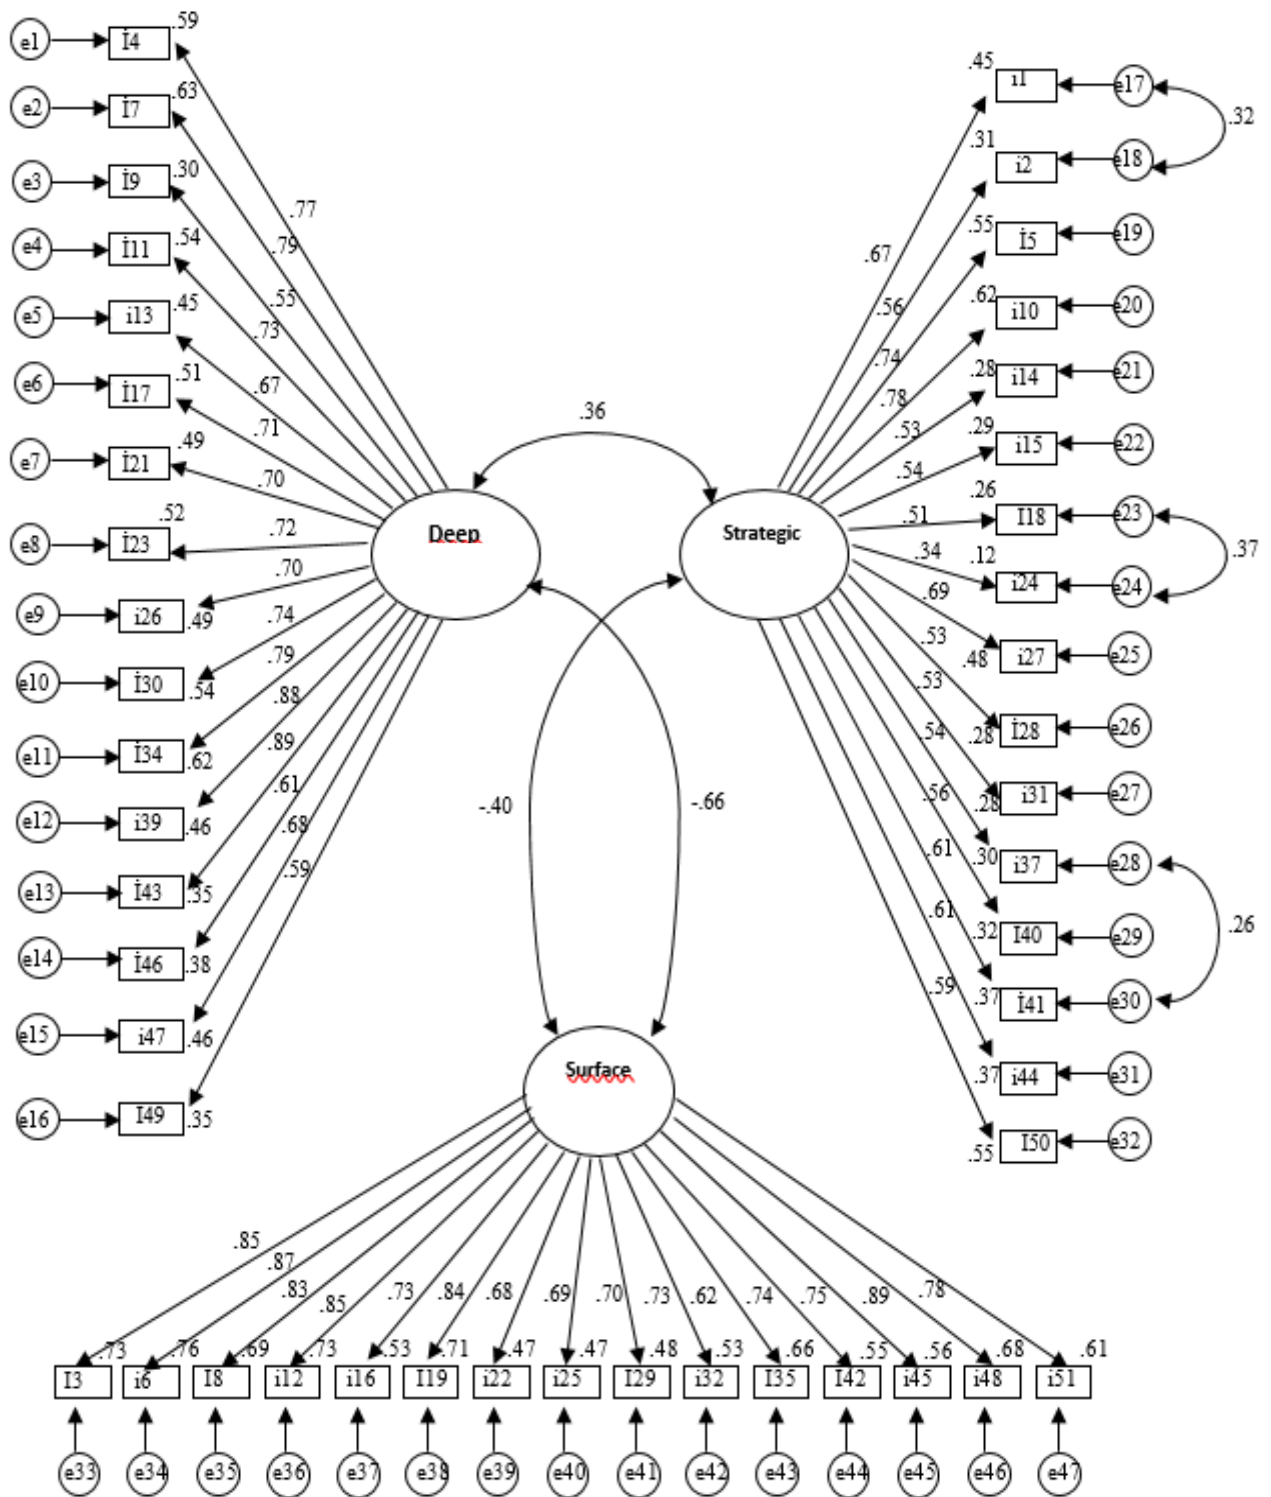 e1 İ4 .59
e2 İ7 .63
e3 İ9 .30
e4 İ11 .54
e5 i13 .45
e6 İ17 .51
e7 İ21 .49
e8 İ23 .52
e9 i26 .49
e10 İ30 .54
e11 İ34 .62
e12 i39 .46
e13 İ43 .35
e14 İ46 .38
e15 i47 .46
e16 I49 .35
.77
.79
.55
.73
.67
.71
.70
.72
.70
.74
.79
.88
.89
.61
.68
.59
Deep
.36
Strategic
-.40
-.66
Surface
.67
.56
.74
.78
.53
.54
.51
.34
.69
.53
.53
.54
.56
.61
.61
.59
.45 i1 e17
.32
.31 i2 e18
.55 İ5 e19
.62 i10 e20
.28 i14 e21
.29 i15 e22
.26 I18 e23
.37
.12 i24 e24
.48 i27 e25
.28 İ28 e26
.28 i31 e27
.30 i37 e28
.26
.32 I40 e29
.37 İ41 e30
.37 i44 e31
.55 I50 e32
.85 .87 .83 .85 .73 .84 .68 .69 .70 .73 .62 .74 .75 .89 .78
.73 .76 .69 .73 .53 .71 .47 .47 .48 .53 .66 .55 .56 .68 .61
I3 i6 I8 i12 i16 I19 i22 i25 I29 i32 I35 I42 i45 i48 i51
e33 e34 e35 e36 e37 e38 e39 e40 e41 e42 e43 e44 e45 e46 e47